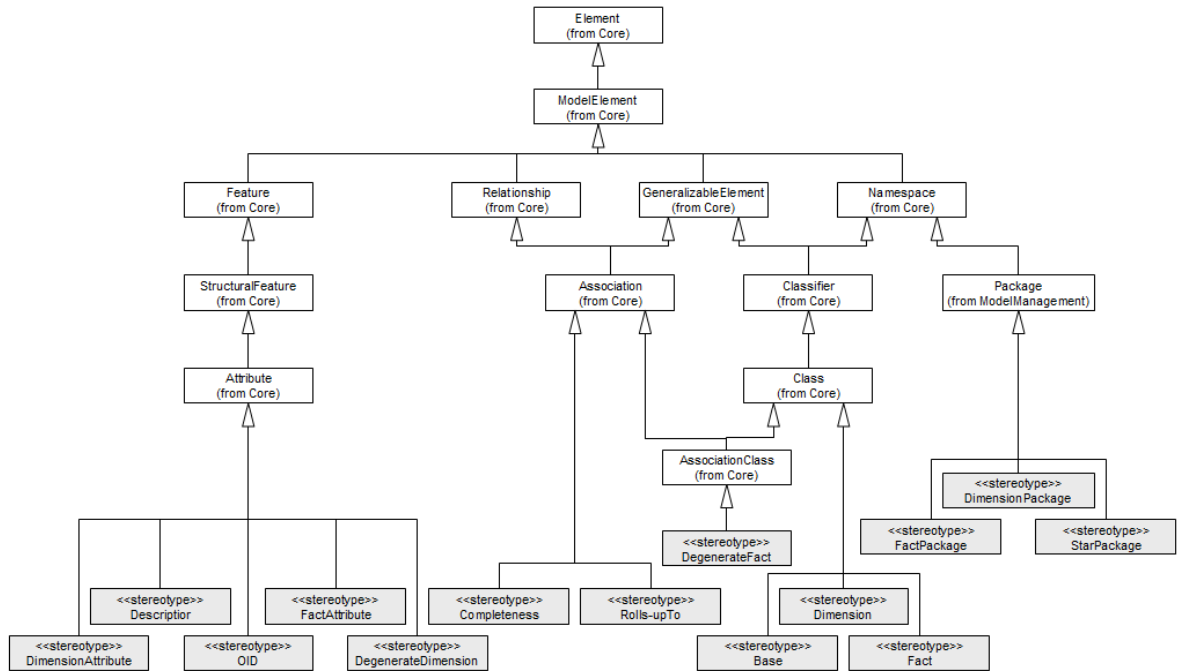 Element
(from Core)
ModelElement
(from Core)
Feature
(from Core)
Relationship
(from Core)
GeneralizableElement
(from Core)
Namespace
(from Core)
StructuralFeature
(from Core)
Association
(from Core)
Classifier
(from Core)
Package
(from ModelManagement)
Attribute
(from Core)
Class
(from Core)
AssociationClass
(from Core)
<<stereotype>>
DimensionPackage
<<stereotype>>
FactPackage
<<stereotype>>
StarPackage
<<stereotype>>
DegenerateFact
<<stereotype>>
Descriptior
<<stereotype>>
FactAttribute
<<stereotype>>
Completeness
<<stereotype>>
Rolls-upTo
<<stereotype>>
Dimension
<<stereotype>>
DimensionAttribute
<<stereotype>>
OID
<<stereotype>>
DegenerateDimension
<<stereotype>>
Base
<<stereotype>>
Fact